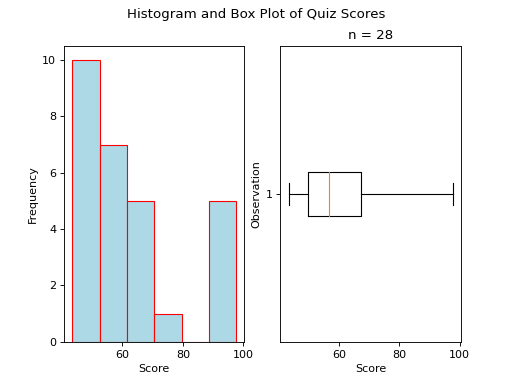 Histogram and Box Plot of Quiz Scores
n = 28
10
8
6
4
2
0
Frequency
60
80
100
Score
Observation
1
60
80
100
Score